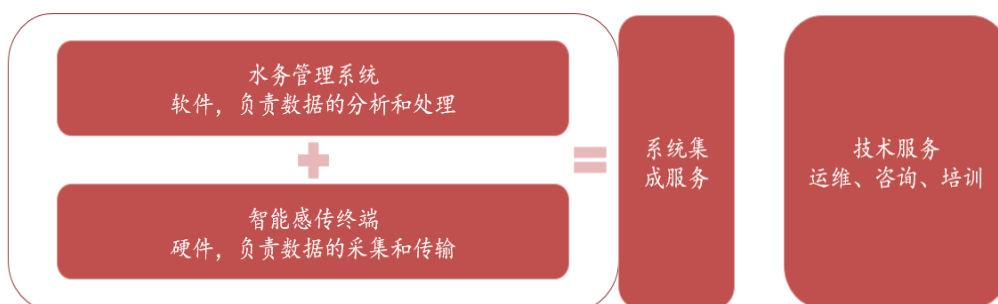 水务管理系统
软件，负责数据的分析和处理
智能感传终端
硬件，负责数据的采集和传输
系统集
成服务
技术服务
运维、咨询、培训